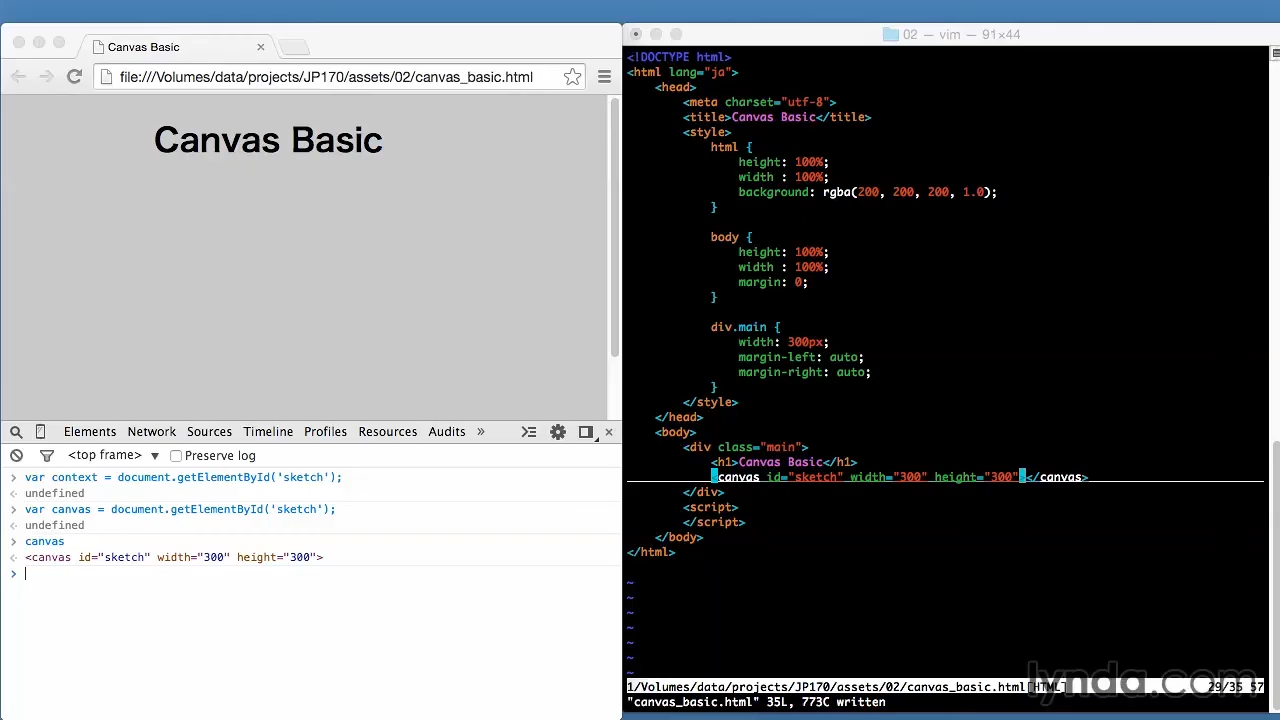 Canvas Basic
file:///Volumes/data/projects/JP170/assets/02/canvas_basic.html
Canvas Basic
Elements Network Sources Timeline Profiles Resources Audits »
<top frame> ▼ Preserve log
var context = document.getElementById('sketch');
undefined
var canvas = document.getElementById('sketch');
undefined
canvas
<canvas id="sketch" width="300" height="300">
02 — vim — 91×44
<!DOCTYPE html>
<html lang="ja">
<head>
<meta charset="utf-8">
<title>Canvas Basic</title>
<style>
html {
height: 100%;
width : 100%;
background: rgba(200, 200, 200, 1.0);
}
body {
height: 100%;
width : 100%;
margin: 0;
}
div.main {
width: 300px;
margin-left: auto;
margin-right: auto;
}
</style>
</head>
<body>
<div class="main">
<h1>Canvas Basic</h1>
<canvas id="sketch" width="300" height="300"></canvas>
</div>
<script>
</script>
</body>
</html>
~
~
~
~
~
~
~
1/Volumes/data/projects/JP170/assets/02/canvas_basic.html[HTML] 29/35 57
"canvas_basic.html" 35L, 773C written
lynda.com